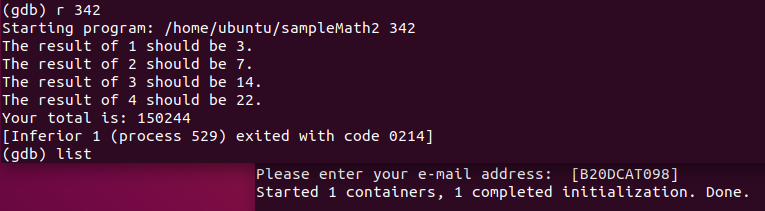 (gdb) r 342
Starting program: /home/ubuntu/sampleMath2 342
The result of 1 should be 3.
The result of 2 should be 7.
The result of 3 should be 14.
The result of 4 should be 22.
Your total is: 150244
[Inferior 1 (process 529) exited with code 0214]
(gdb) list
Please enter your e-mail address:  [B20DCAT098]
Started 1 containers, 1 completed initialization. Done.